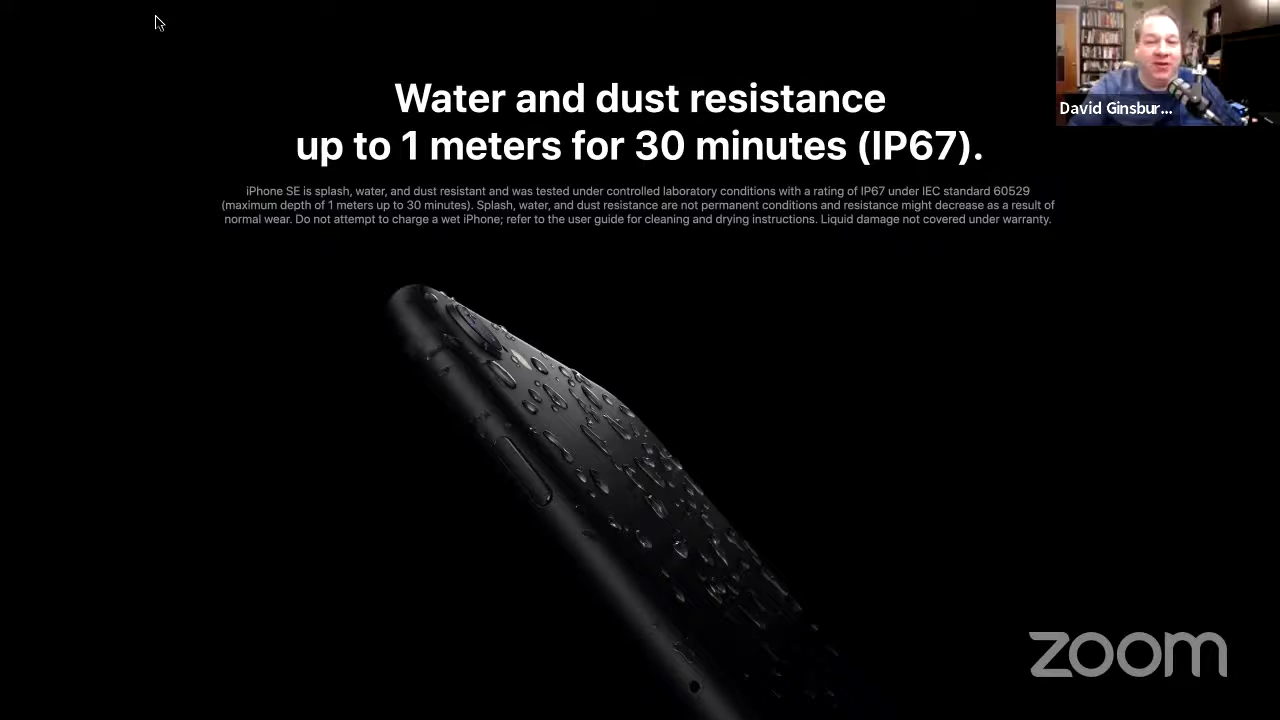 Water and dust resistance
up to 1 meters for 30 minutes (IP67).
iPhone SE is splash, water, and dust resistant and was tested under controlled laboratory conditions with a rating of IP67 under IEC standard 60529
(maximum depth of 1 meters up to 30 minutes). Splash, water, and dust resistance are not permanent conditions and resistance might decrease as a result of
normal wear. Do not attempt to charge a wet iPhone; refer to the user guide for cleaning and drying instructions. Liquid damage not covered under warranty.
David Ginsbur...
zoom